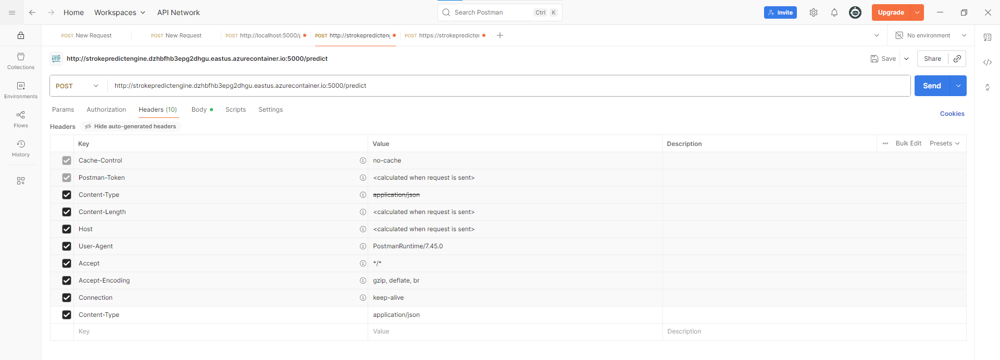 Home Workspaces API Network Search Postman Ctrl K Invite Upgrade
POST New Request POST New Request POST http://localhost:5000/ POST http://strokepredicteng POST https://strokepredicter No environment
Collections
Environments
Flows
History
HTTP http://strokepredictengine.dzhbfhb3epg2dhgu.eastus.azurecontainer.io:5000/predict Save Share
POST http://strokepredictengine.dzhbfhb3epg2dhgu.eastus.azurecontainer.io:5000/predict Send
Params Authorization Headers (10) Body Scripts Settings Cookies
Headers Hide auto-generated headers
Key Value Description Bulk Edit Presets
Cache-Control no-cache
Postman-Token <calculated when request is sent>
Content-Type application/json
Content-Length <calculated when request is sent>
Host <calculated when request is sent>
User-Agent PostmanRuntime/7.45.0
Accept */*
Accept-Encoding gzip, deflate, br
Connection keep-alive
Content-Type application/json
Key Value Description